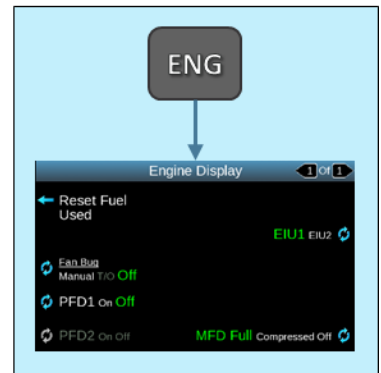 ENG
Engine Display 1 Of 1
Reset Fuel
Used
EIU1 EIU2
Fan Bug
Manual T/O Off
PFD1 On Off
PFD2 On Off MFD Full Compressed Off